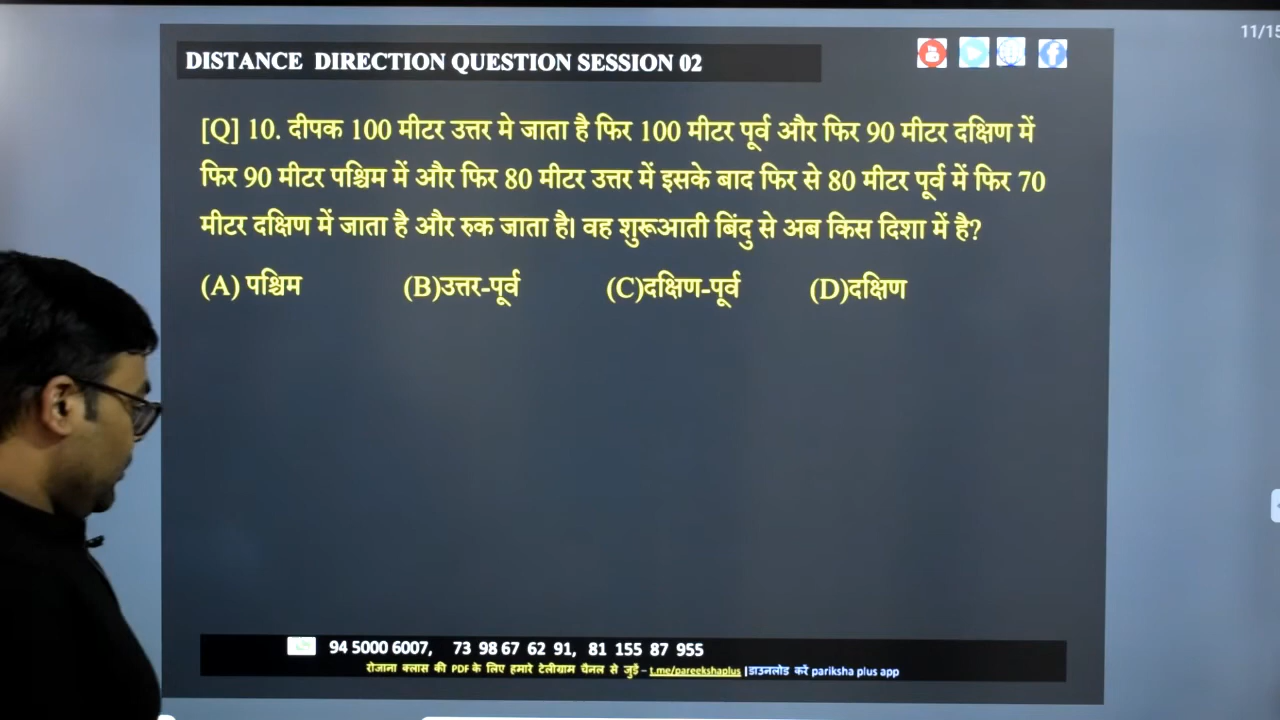 11/15
DISTANCE DIRECTION QUESTION SESSION 02
[Q] 10. दीपक 100 मीटर उत्तर मे जाता है फिर 100 मीटर पूर्व और फिर 90 मीटर दक्षिण में
फिर 90 मीटर पश्चिम में और फिर 80 मीटर उत्तर में इसके बाद फिर से 80 मीटर पूर्व में फिर 70
मीटर दक्षिण में जाता है और रुक जाता है। वह शुरूआती बिंदु से अब किस दिशा में है?
(A) पश्चिम (B)उत्तर-पूर्व (C)दक्षिण-पूर्व (D)दक्षिण
94 5000 6007, 73 98 67 62 91, 81 155 87 955
रोजाना क्लास की PDF के लिए हमारे टेलीग्राम चैनल से जुड़ें – t.me/pareekshaplus |डाउनलोड करें pariksha plus app